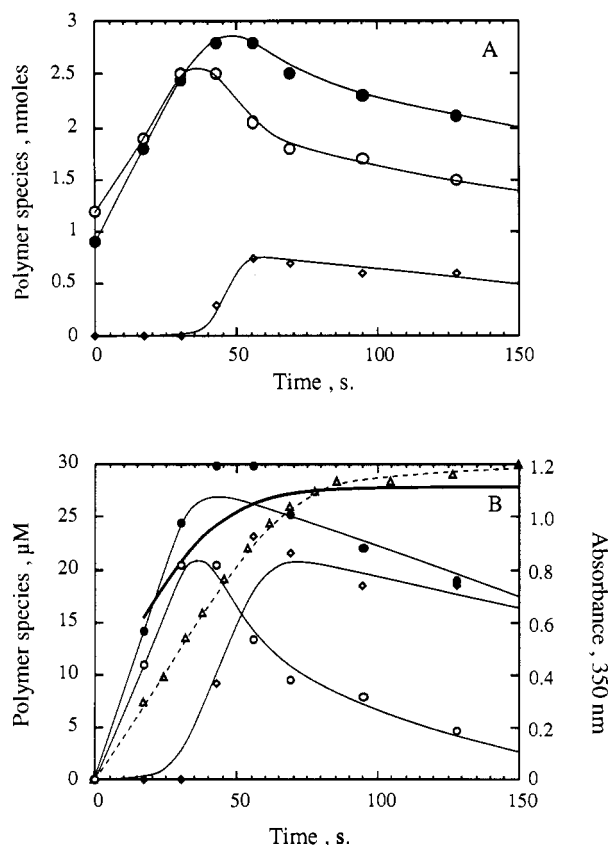 A
3
2.5
2
1.5
1
0.5
0
Polymer species , nmoles
0 50 100 150
Time , s.
B
30
25
20
15
10
5
0
Polymer species , µM
1.2
1.0
0.8
0.6
0.4
0.2
0
Absorbance , 350 nm
0 50 100 150
Time , s.